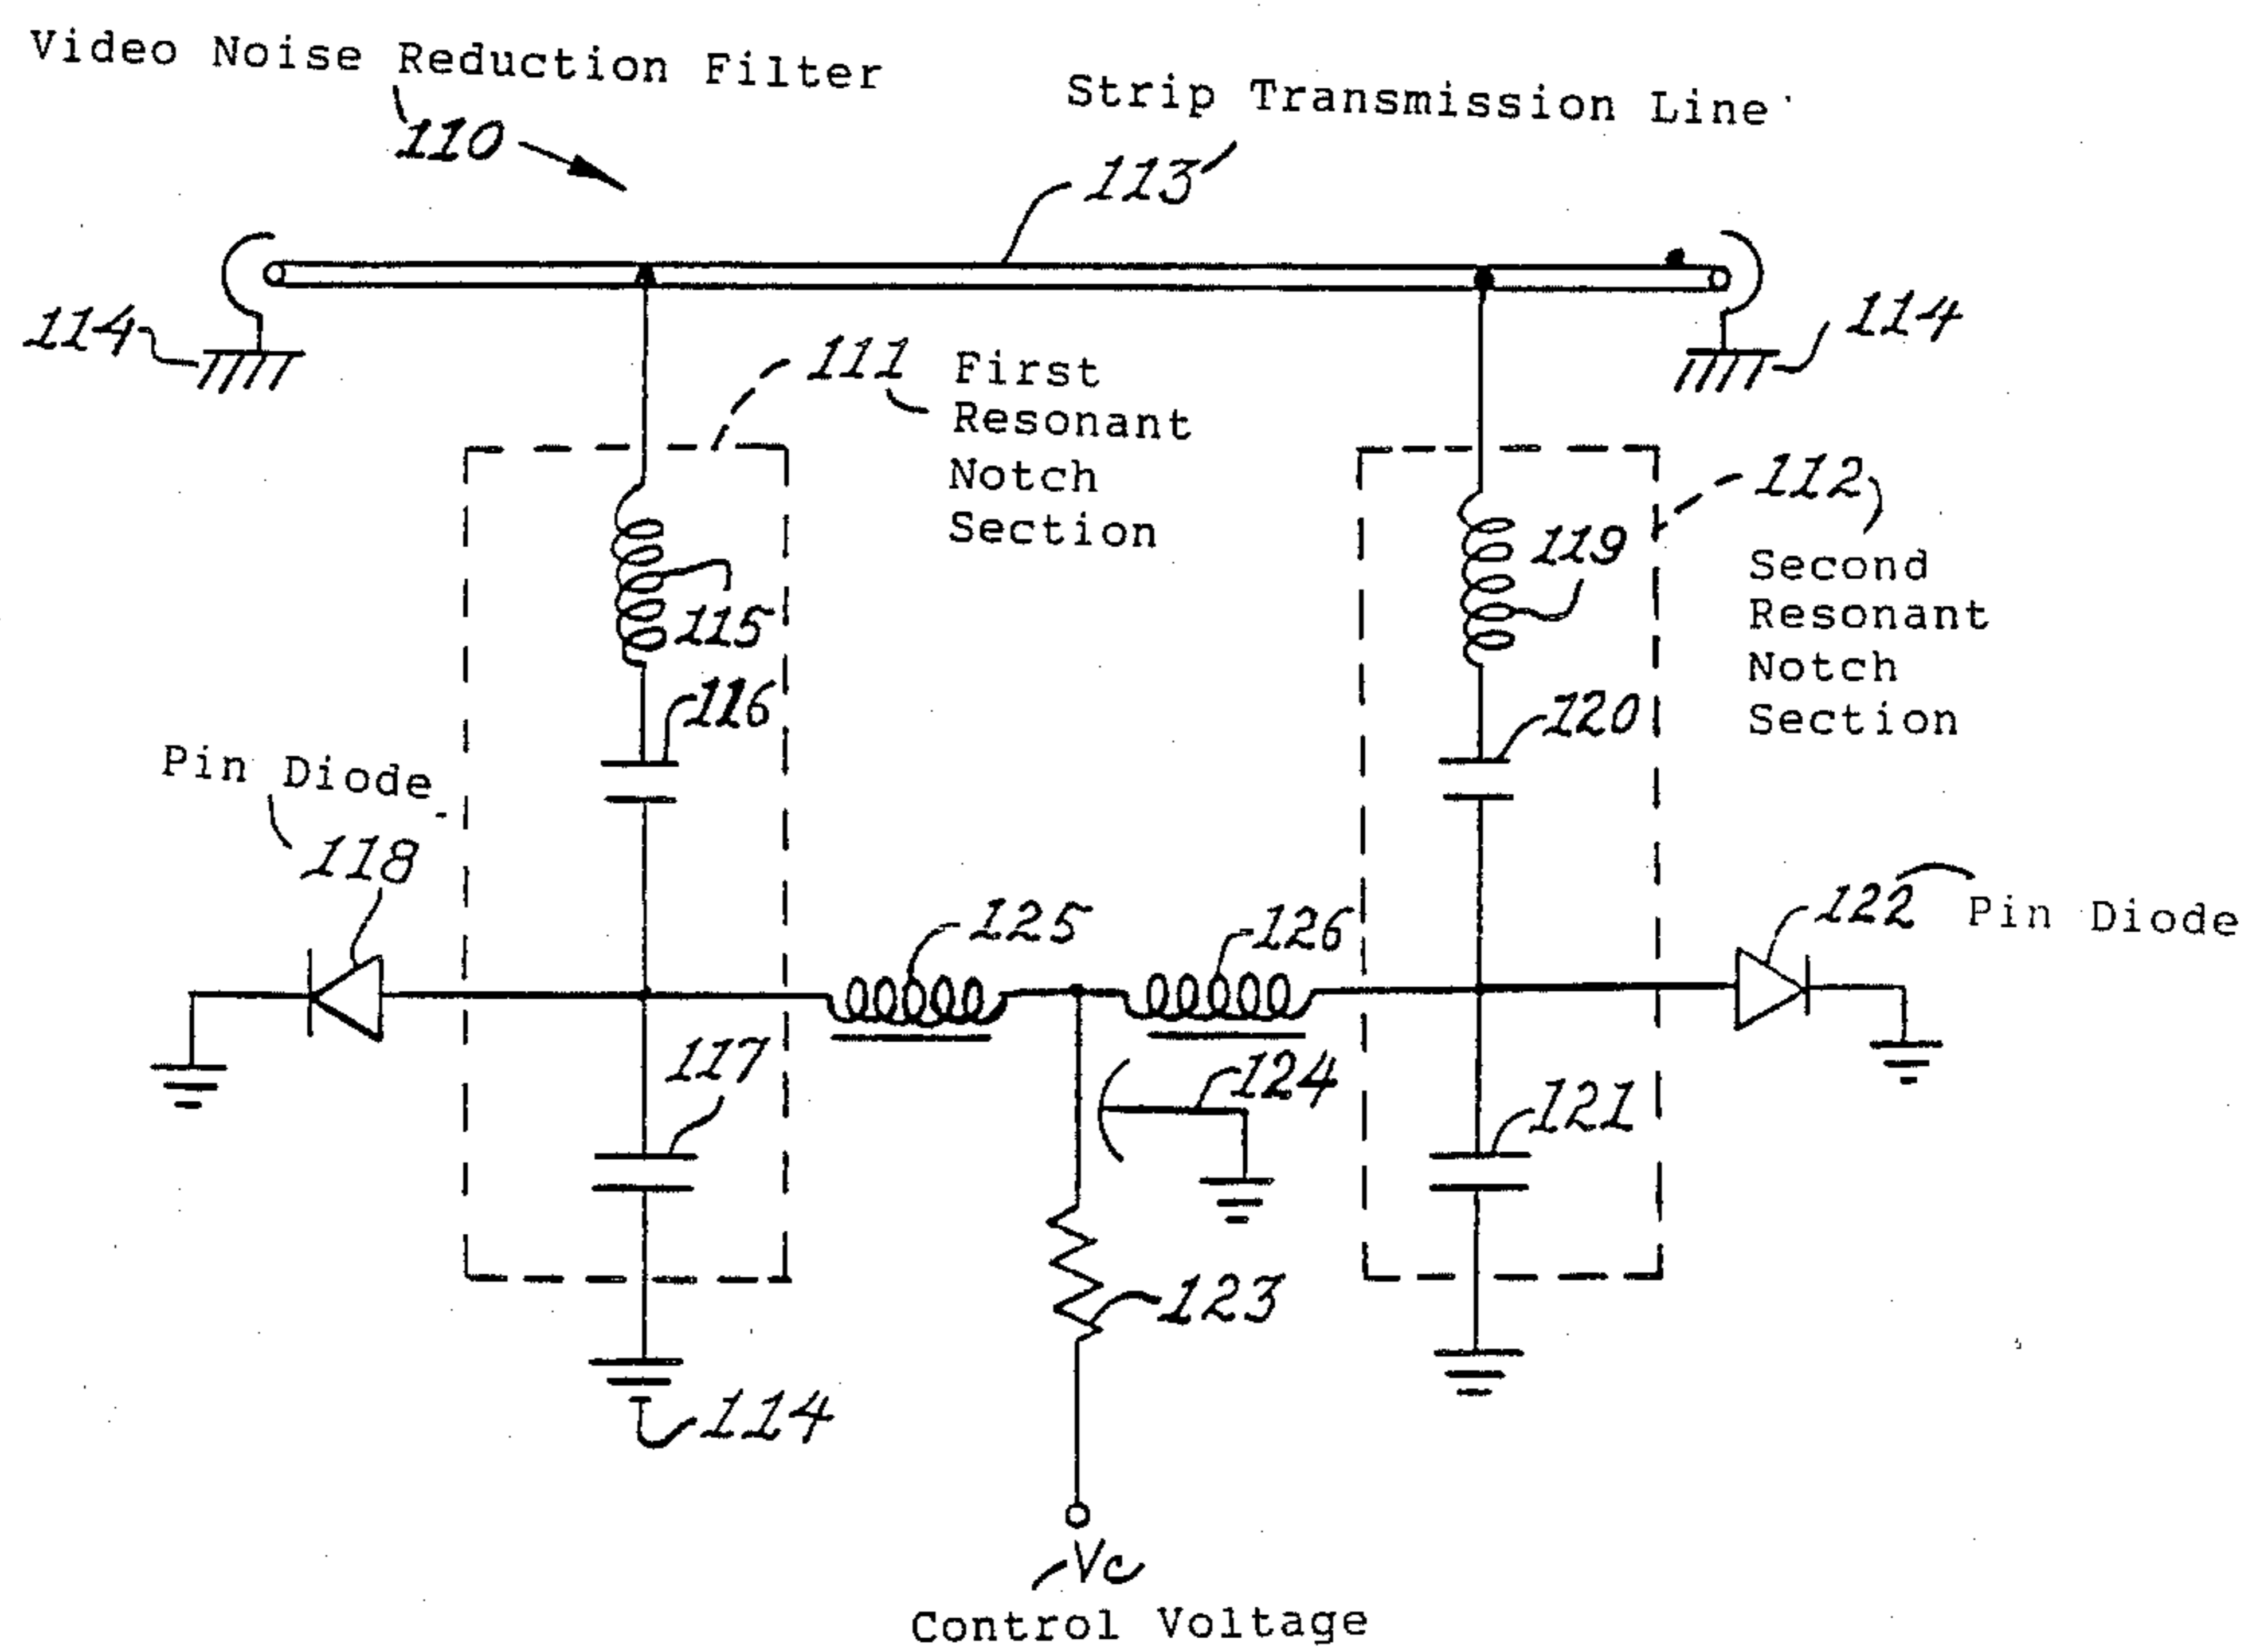 Video Noise Reduction Filter
110
Strip Transmission Line
113
114
114
111 First
Resonant
Notch
Section
112
Second
Resonant
Notch
Section
115
119
116
120
Pin Diode
118
122 Pin Diode
125
126
117
124
121
123
114
Vc
Control Voltage